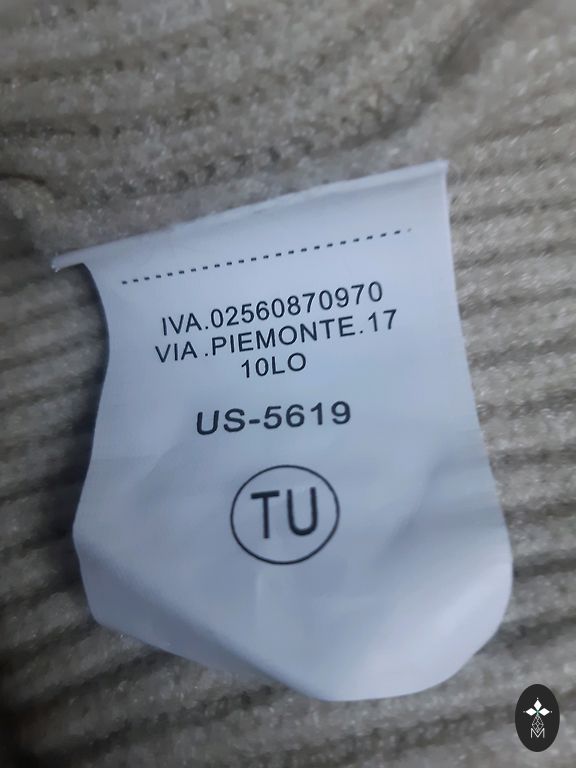 IVA.02560870970
VIA.PIEMONTE.17
10LO
US-5619
TU
M